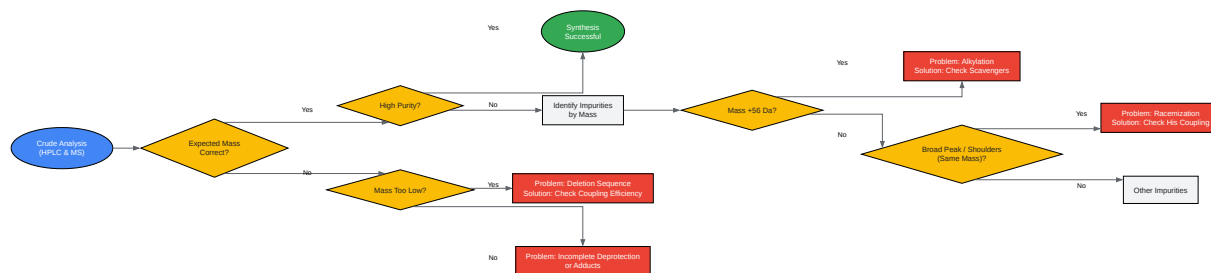 Yes
Synthesis
Successful
Yes
Problem: Alkylation
Solution: Check Scavengers
Yes
High Purity?
No
Identify Impurities
by Mass
Mass +56 Da?
Yes
Problem: Racemization
Solution: Check His Coupling
Crude Analysis
(HPLC & MS)
Expected Mass
Correct?
No
Broad Peak / Shoulders
(Same Mass)?
No
Mass Too Low?
Yes
Problem: Deletion Sequence
Solution: Check Coupling Efficiency
No
Other Impurities
No
Problem: Incomplete Deprotection
or Adducts